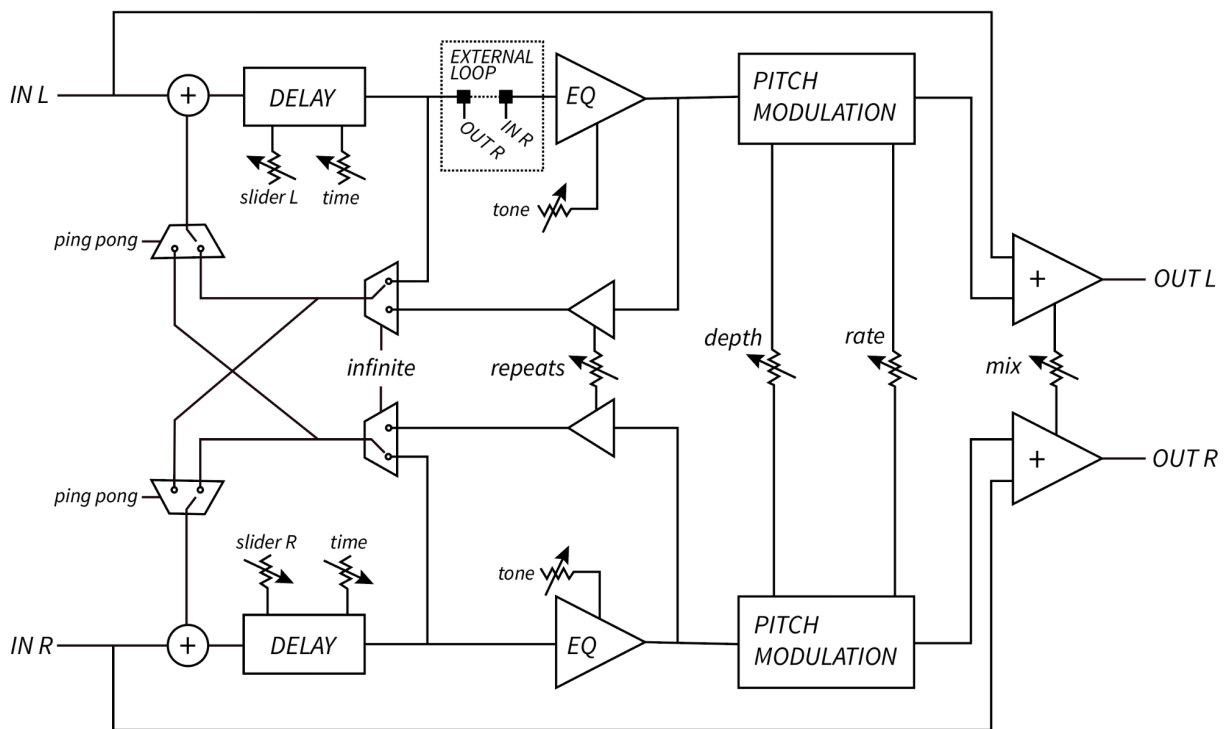 EXTERNAL
LOOP
IN L
+
DELAY
EQ
PITCH
MODULATION
OUT R
IN R
slider L
time
tone
ping pong
+
OUT L
infinite
repeats
depth
rate
mix
+
OUT R
ping pong
slider R
time
tone
IN R
+
DELAY
EQ
PITCH
MODULATION